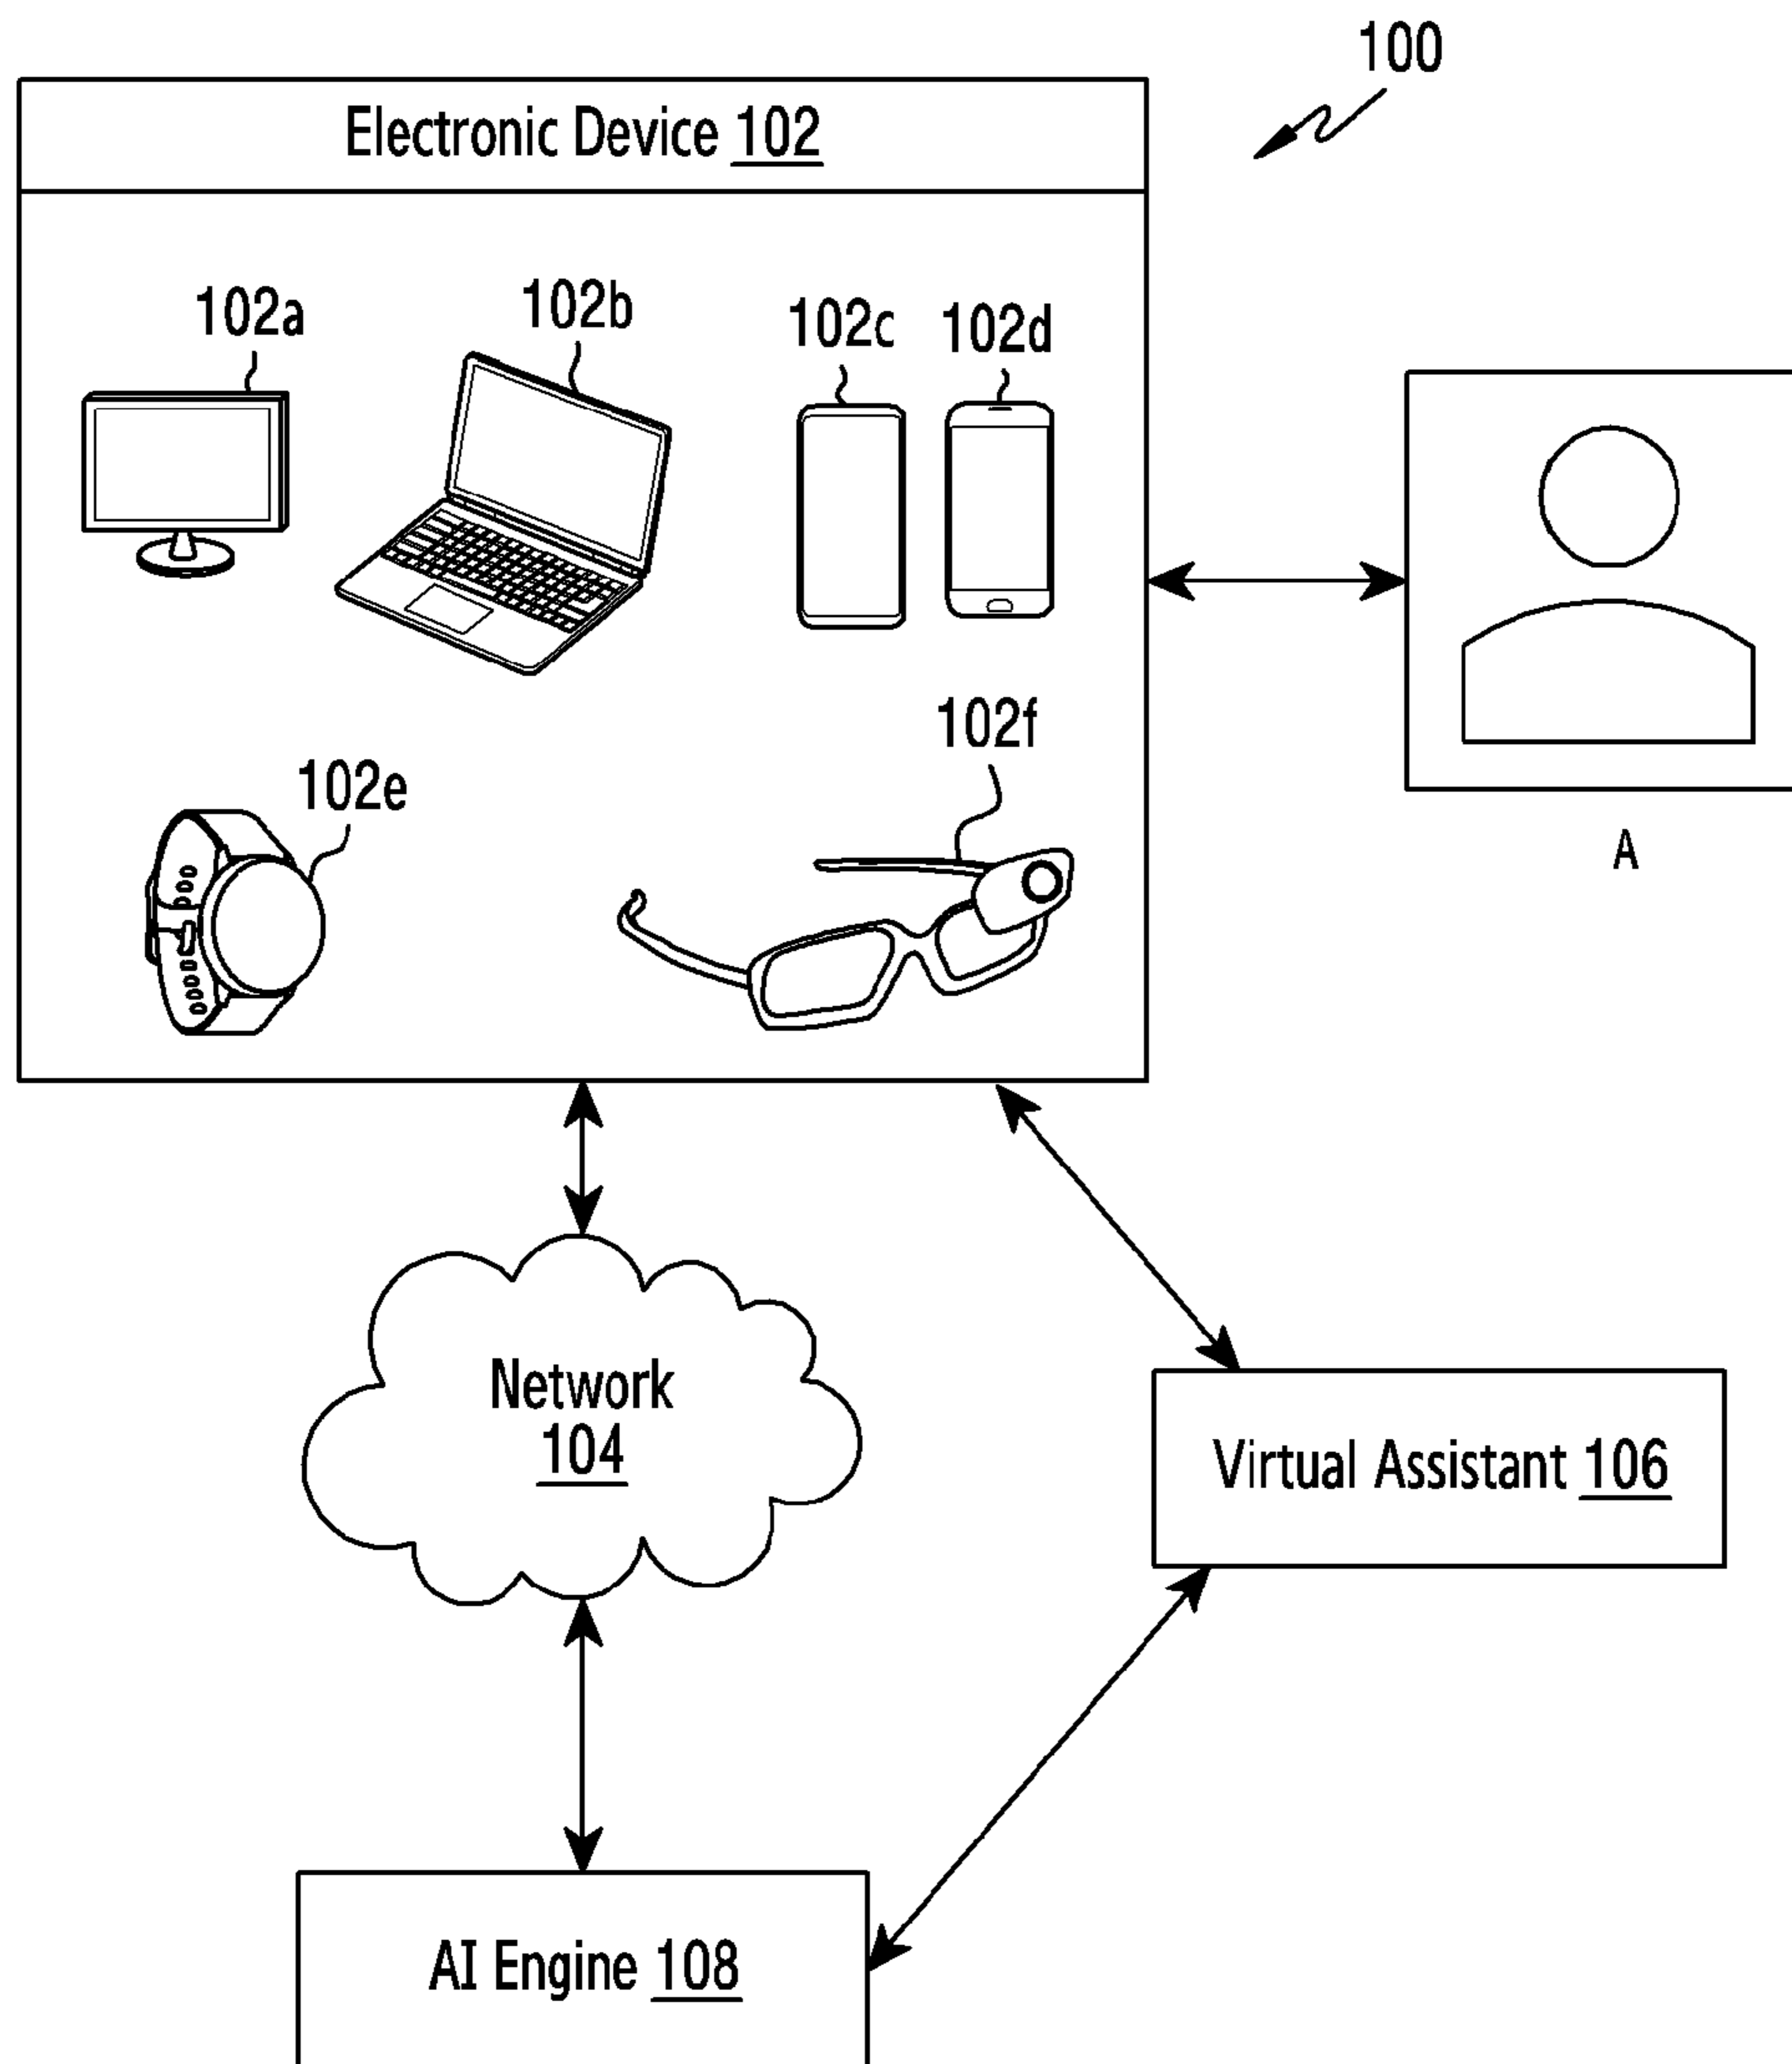 100
Electronic Device 102
102a
102b
102c
102d
102e
102f
A
Network
104
Virtual Assistant 106
AI Engine 108